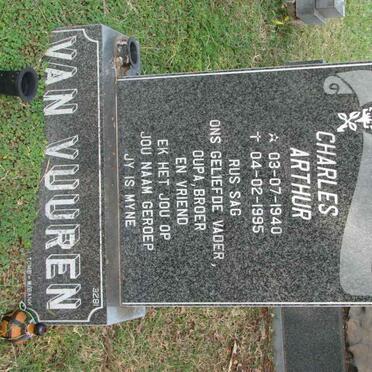 CHARLES
ARTHUR
☆ 03-07-1940
✝ 04-02-1995
RUS SAG
ONS GELIEFDE VADER,
OUPA, BROER
EN VRIEND
EK HET JOU OP
JOU NAAM GEROEP
JY IS MYNE
VAN VUUREN
3281